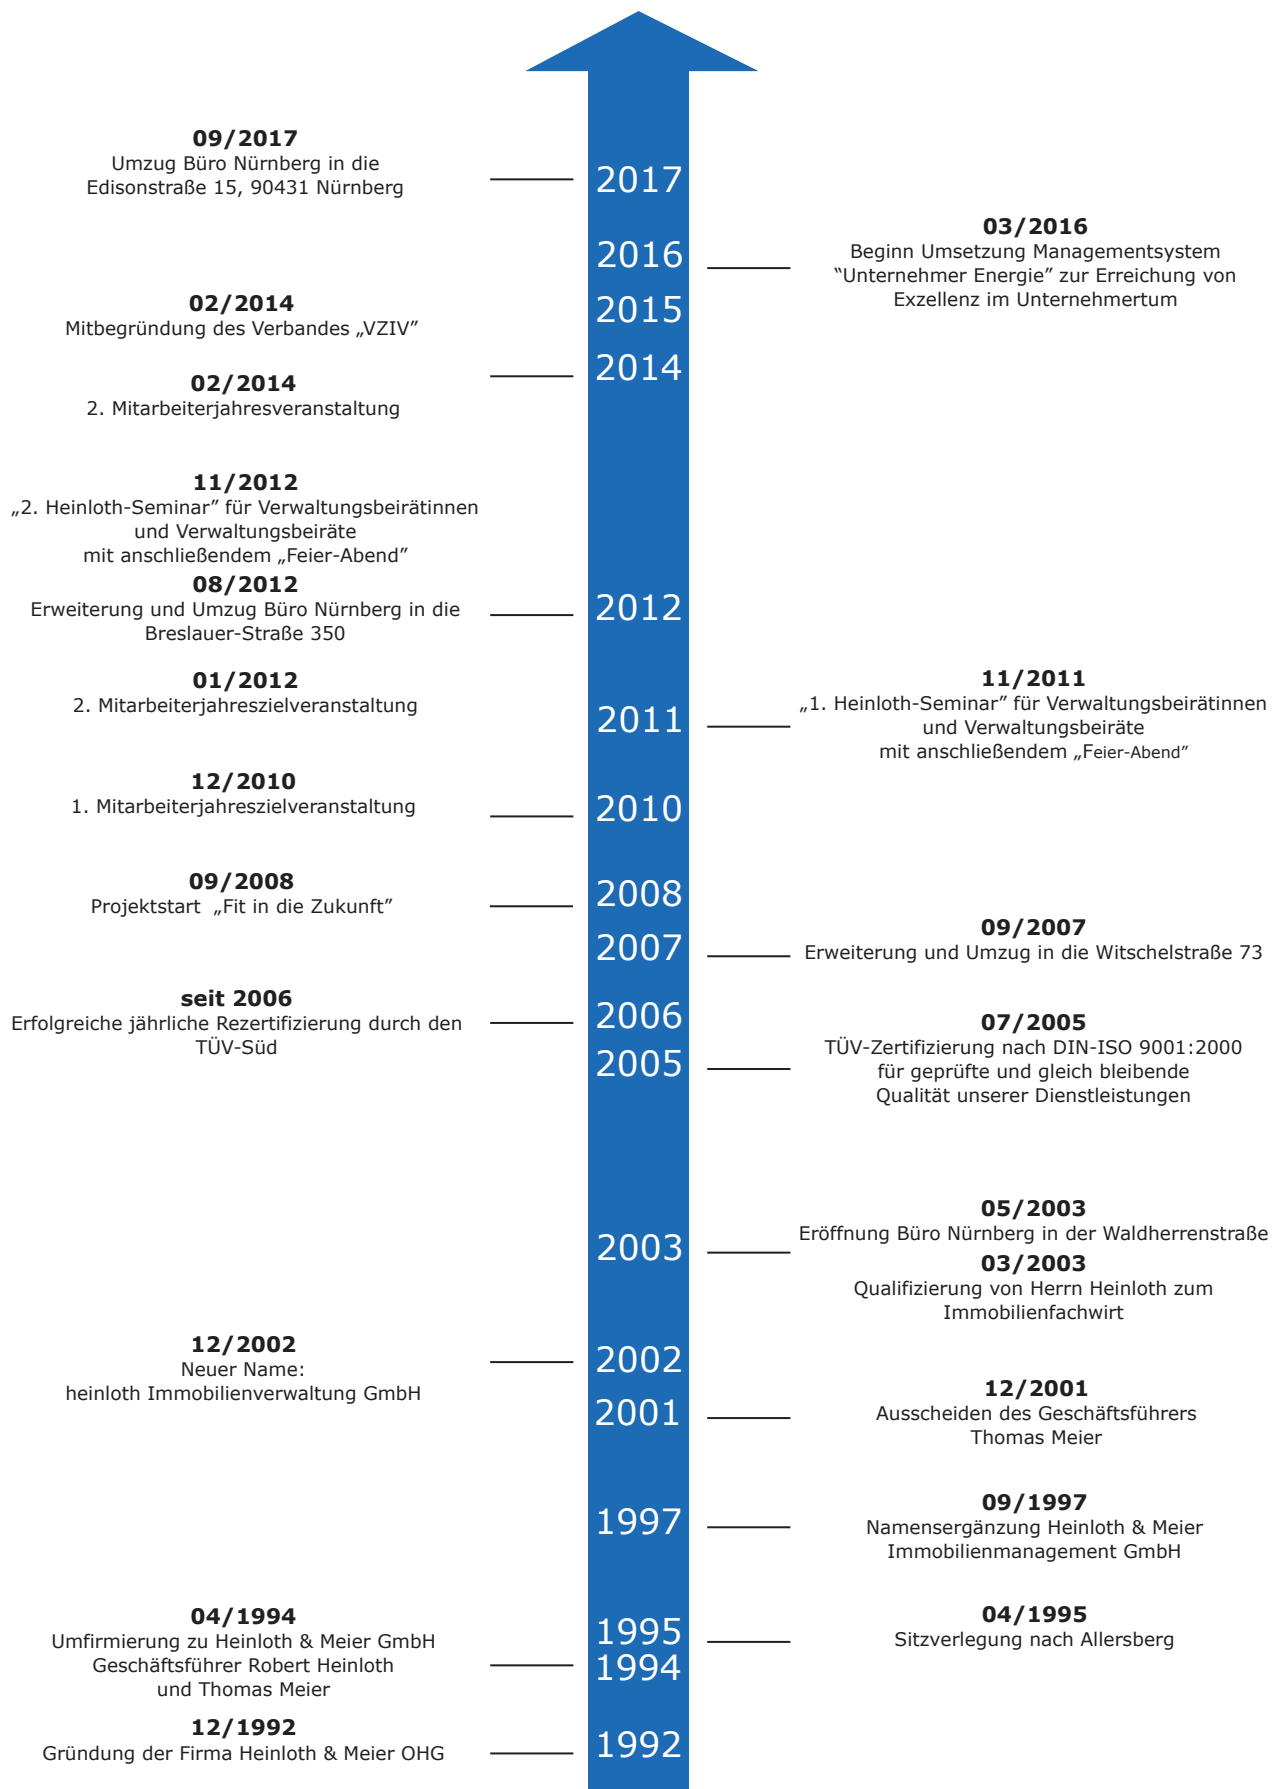 09/2017
Umzug Büro Nürnberg in die
Edisonstraße 15, 90431 Nürnberg
2017
03/2016
Beginn Umsetzung Managementsystem
“Unternehmer Energie” zur Erreichung von
Exzellenz im Unternehmertum
2016
2015
02/2014
Mitbegründung des Verbandes „VZIV”
2014
02/2014
2. Mitarbeiterjahresveranstaltung
11/2012
„2. Heinloth-Seminar” für Verwaltungsbeirätinnen
und Verwaltungsbeiräte
mit anschließendem „Feier-Abend”
08/2012
Erweiterung und Umzug Büro Nürnberg in die
Breslauer-Straße 350
2012
01/2012
2. Mitarbeiterjahreszielveranstaltung
11/2011
„1. Heinloth-Seminar” für Verwaltungsbeirätinnen
und Verwaltungsbeiräte
mit anschließendem „Feier-Abend”
2011
12/2010
1. Mitarbeiterjahreszielveranstaltung
2010
09/2008
Projektstart „Fit in die Zukunft”
2008
09/2007
Erweiterung und Umzug in die Witschelstraße 73
2007
seit 2006
Erfolgreiche jährliche Rezertifizierung durch den
TÜV-Süd
2006
07/2005
TÜV-Zertifizierung nach DIN-ISO 9001:2000
für geprüfte und gleich bleibende
Qualität unserer Dienstleistungen
2005
05/2003
Eröffnung Büro Nürnberg in der Waldherrenstraße
2003
03/2003
Qualifizierung von Herrn Heinloth zum
Immobilienfachwirt
12/2002
Neuer Name:
heinloth Immobilienverwaltung GmbH
2002
12/2001
Ausscheiden des Geschäftsführers
Thomas Meier
2001
09/1997
Namensergänzung Heinloth & Meier
Immobilienmanagement GmbH
1997
04/1995
Sitzverlegung nach Allersberg
1995
04/1994
Umfirmierung zu Heinloth & Meier GmbH
Geschäftsführer Robert Heinloth
und Thomas Meier
1994
12/1992
Gründung der Firma Heinloth & Meier OHG
1992